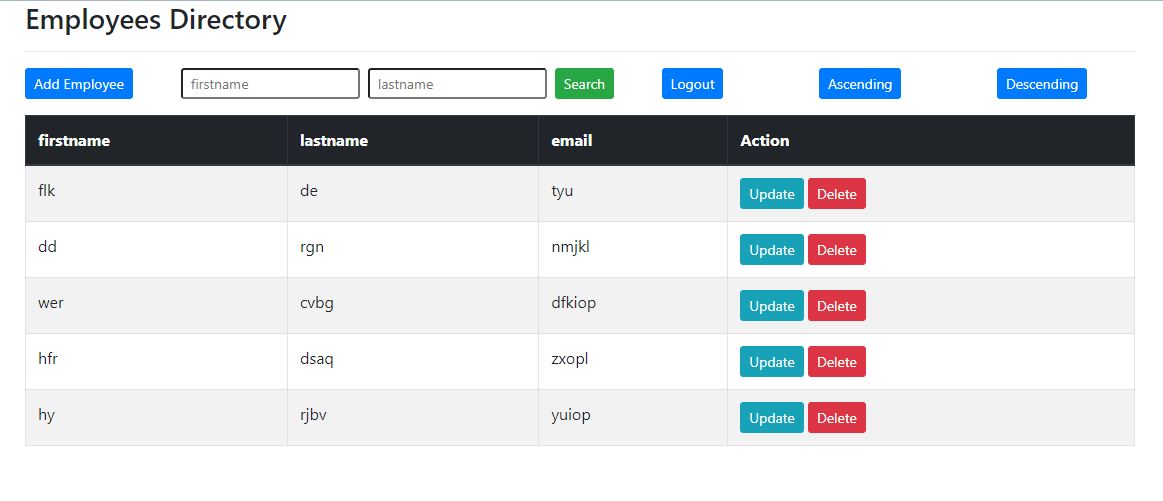 Employees Directory
Add Employee firstname lastname Search Logout Ascending Descending
firstname lastname email Action
flk de tyu Update Delete
dd rgn nmjkl Update Delete
wer cvbg dfkiop Update Delete
hfr dsaq zxopl Update Delete
hy rjbv yuiop Update Delete